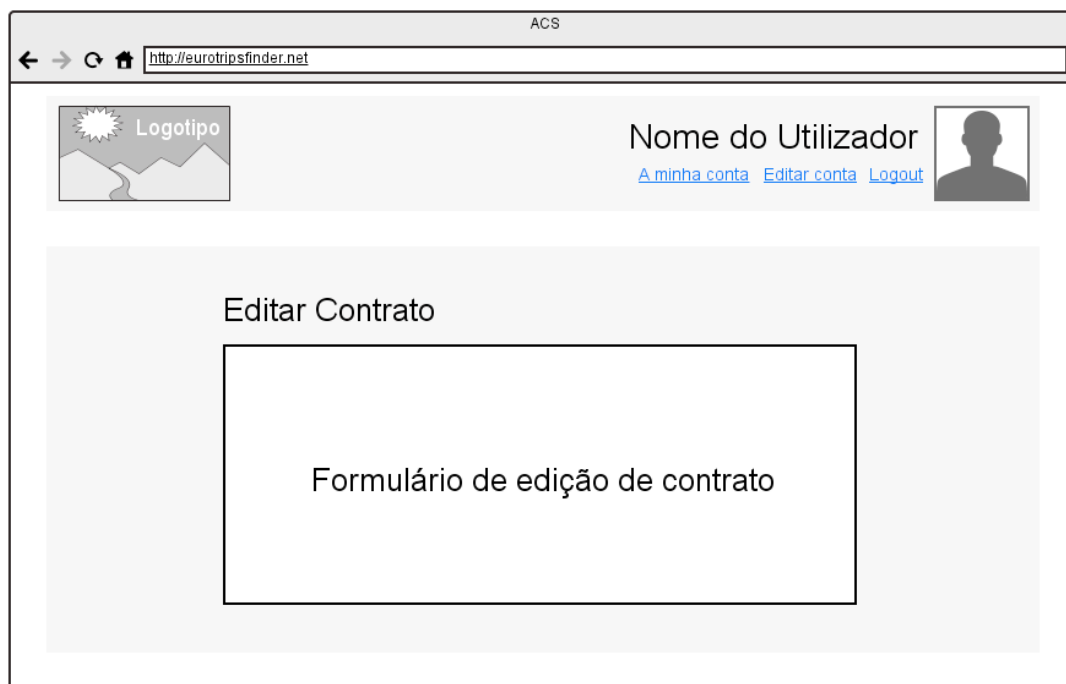 ACS
http://eurotripsfinder.net
Logotipo
Nome do Utilizador
A minha conta Editar conta Logout
Editar Contrato
Formulário de edição de contrato